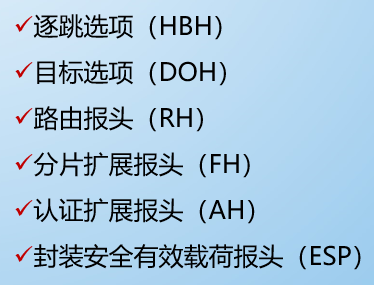 ✓逐跳选项（HBH）
✓目标选项（DOH）
✓路由报头（RH）
✓分片扩展报头（FH）
✓认证扩展报头（AH）
✓封装安全有效载荷报头（ESP）